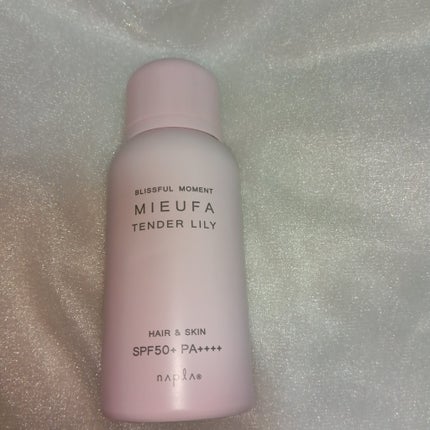 BLISSFUL MOMENT
MIEUFA
TENDER LILY
HAIR & SKIN
SPF50+ PA++++
napla®